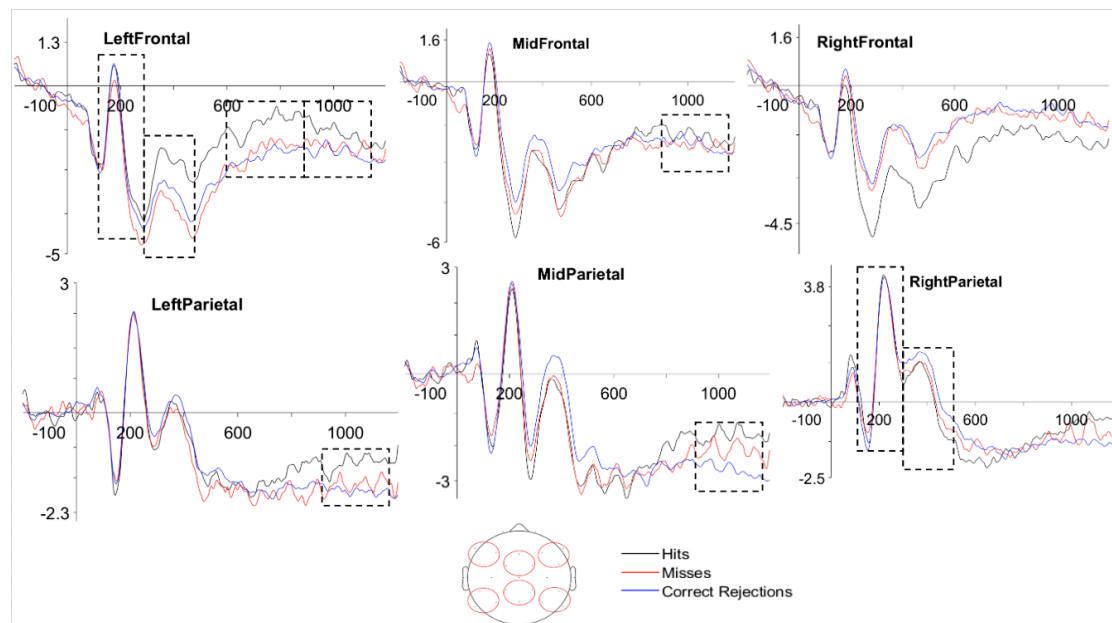 LeftFrontal
1.3
-100 200 600 1000
-5
MidFrontal
1.6
-100 200 600 1000
-6
RightFrontal
1.6
-100 200 600 1000
-4.5
LeftParietal
3
-100 200 600 1000
-2.3
MidParietal
3
-100 200 600 1000
-3
RightParietal
3.8
-100 200 600 1000
-2.5
Hits
Misses
Correct Rejections